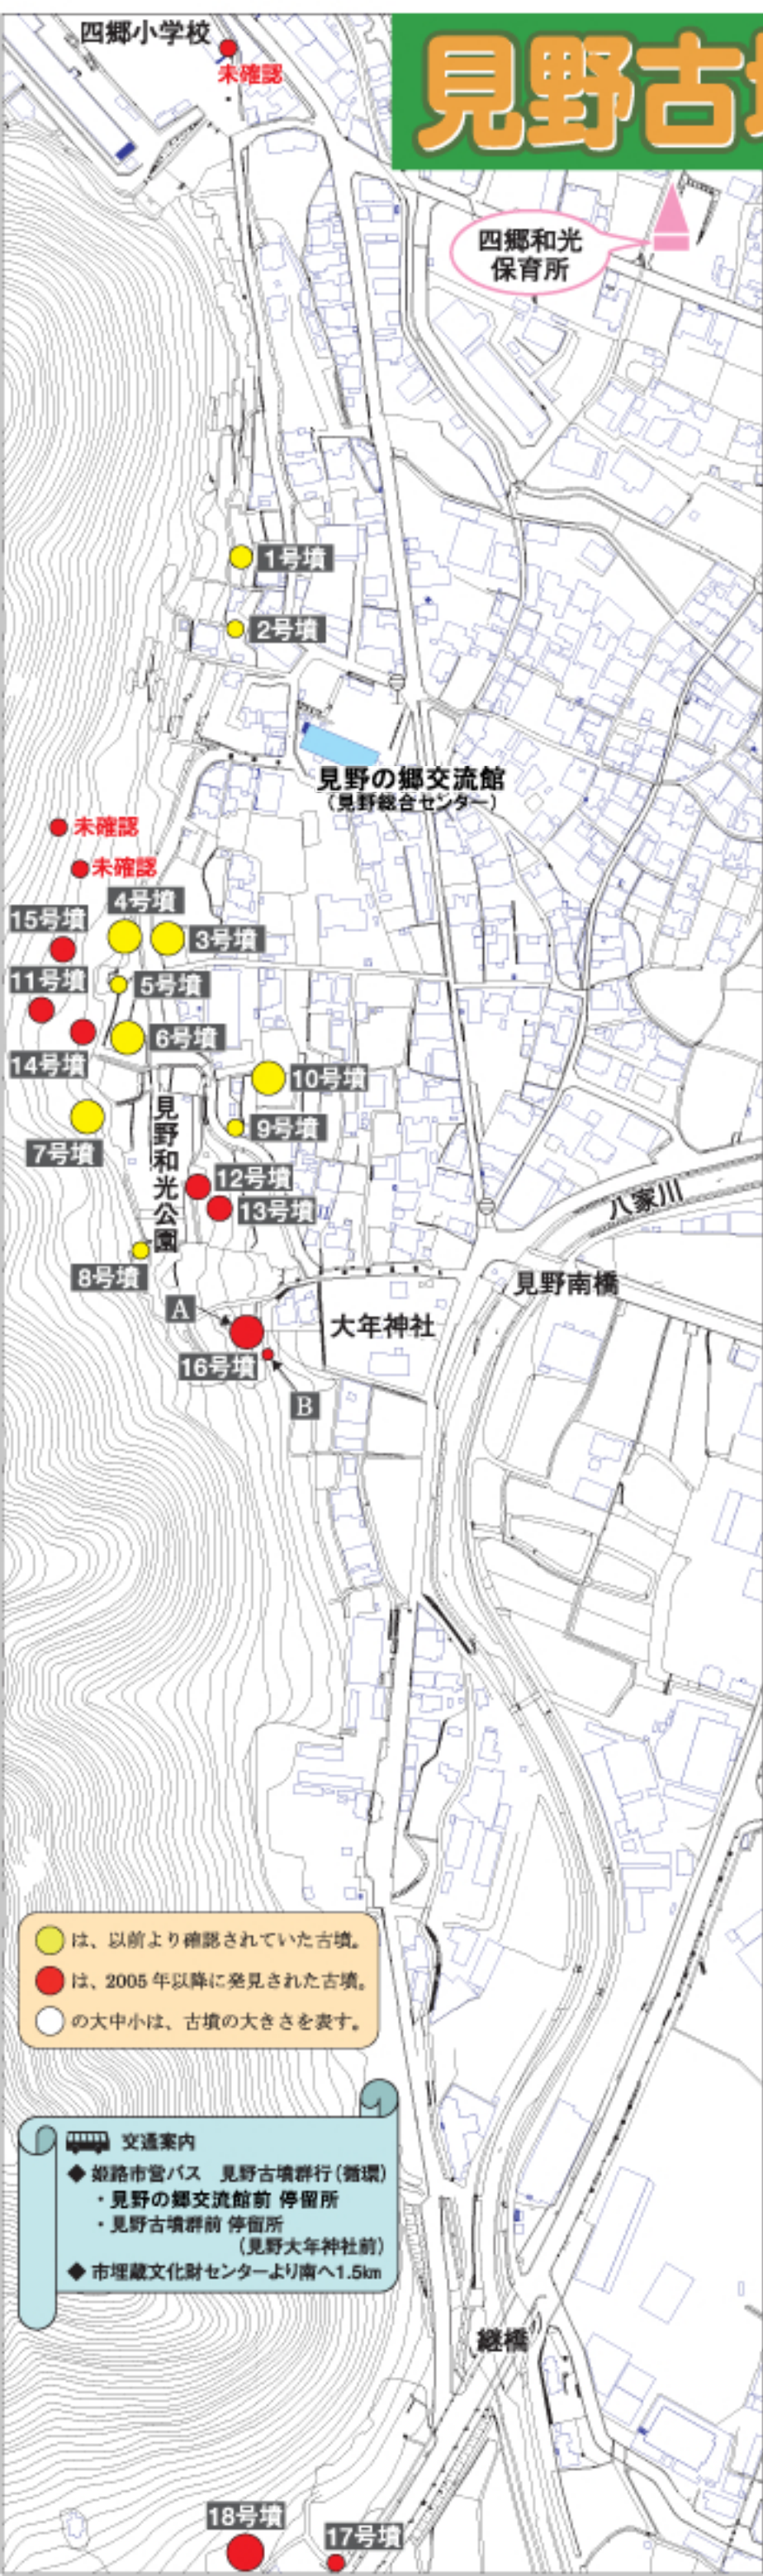 四郷小学校
未確認
見野古
四郷和光
保育所
1号墳
2号墳
見野の郷交流館
（見野総合センター）
未確認
未確認
4号墳
15号墳
3号墳
11号墳
5号墳
14号墳
6号墳
10号墳
7号墳
見野和光公園
9号墳
12号墳
13号墳
8号墳
八家川
見野南橋
A
大年神社
16号墳
B
は、以前より確認されていた古墳。
は、2005年以降に発見された古墳。
の大中小は、古墳の大きさを表す。
交通案内
◆ 姫路市営バス　見野古墳群行（循環）
・見野の郷交流館前 停留所
・見野古墳群前 停留所
（見野大年神社前）
◆ 市埋蔵文化財センターより南へ1.5km
継橋
18号墳
17号墳